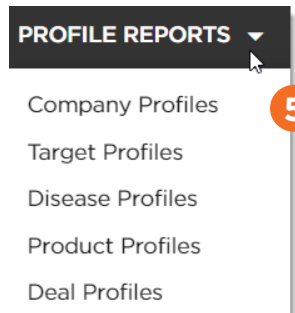 PROFILE REPORTS
Company Profiles
5
Target Profiles
Disease Profiles
Product Profiles
Deal Profiles